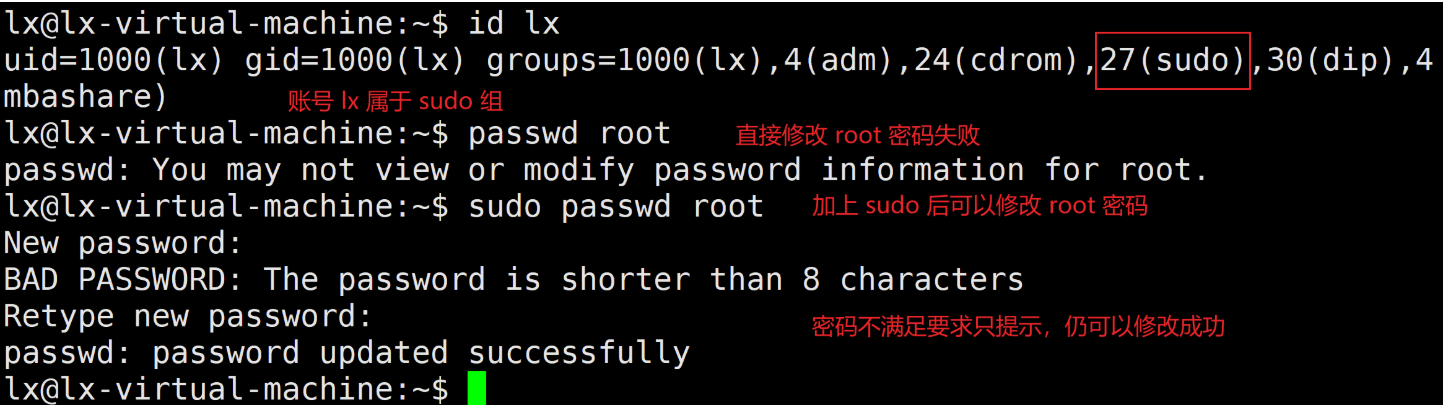 lx@lx-virtual-machine:~$ id lx
uid=1000(lx) gid=1000(lx) groups=1000(lx),4(adm),24(cdrom),27(sudo),30(dip),4
mbashare) 账号 lx 属于 sudo 组
lx@lx-virtual-machine:~$ passwd root 直接修改 root 密码失败
passwd: You may not view or modify password information for root.
lx@lx-virtual-machine:~$ sudo passwd root 加上 sudo 后可以修改 root 密码
New password:
BAD PASSWORD: The password is shorter than 8 characters
Retype new password: 密码不满足要求只提示，仍可以修改成功
passwd: password updated successfully
lx@lx-virtual-machine:~$